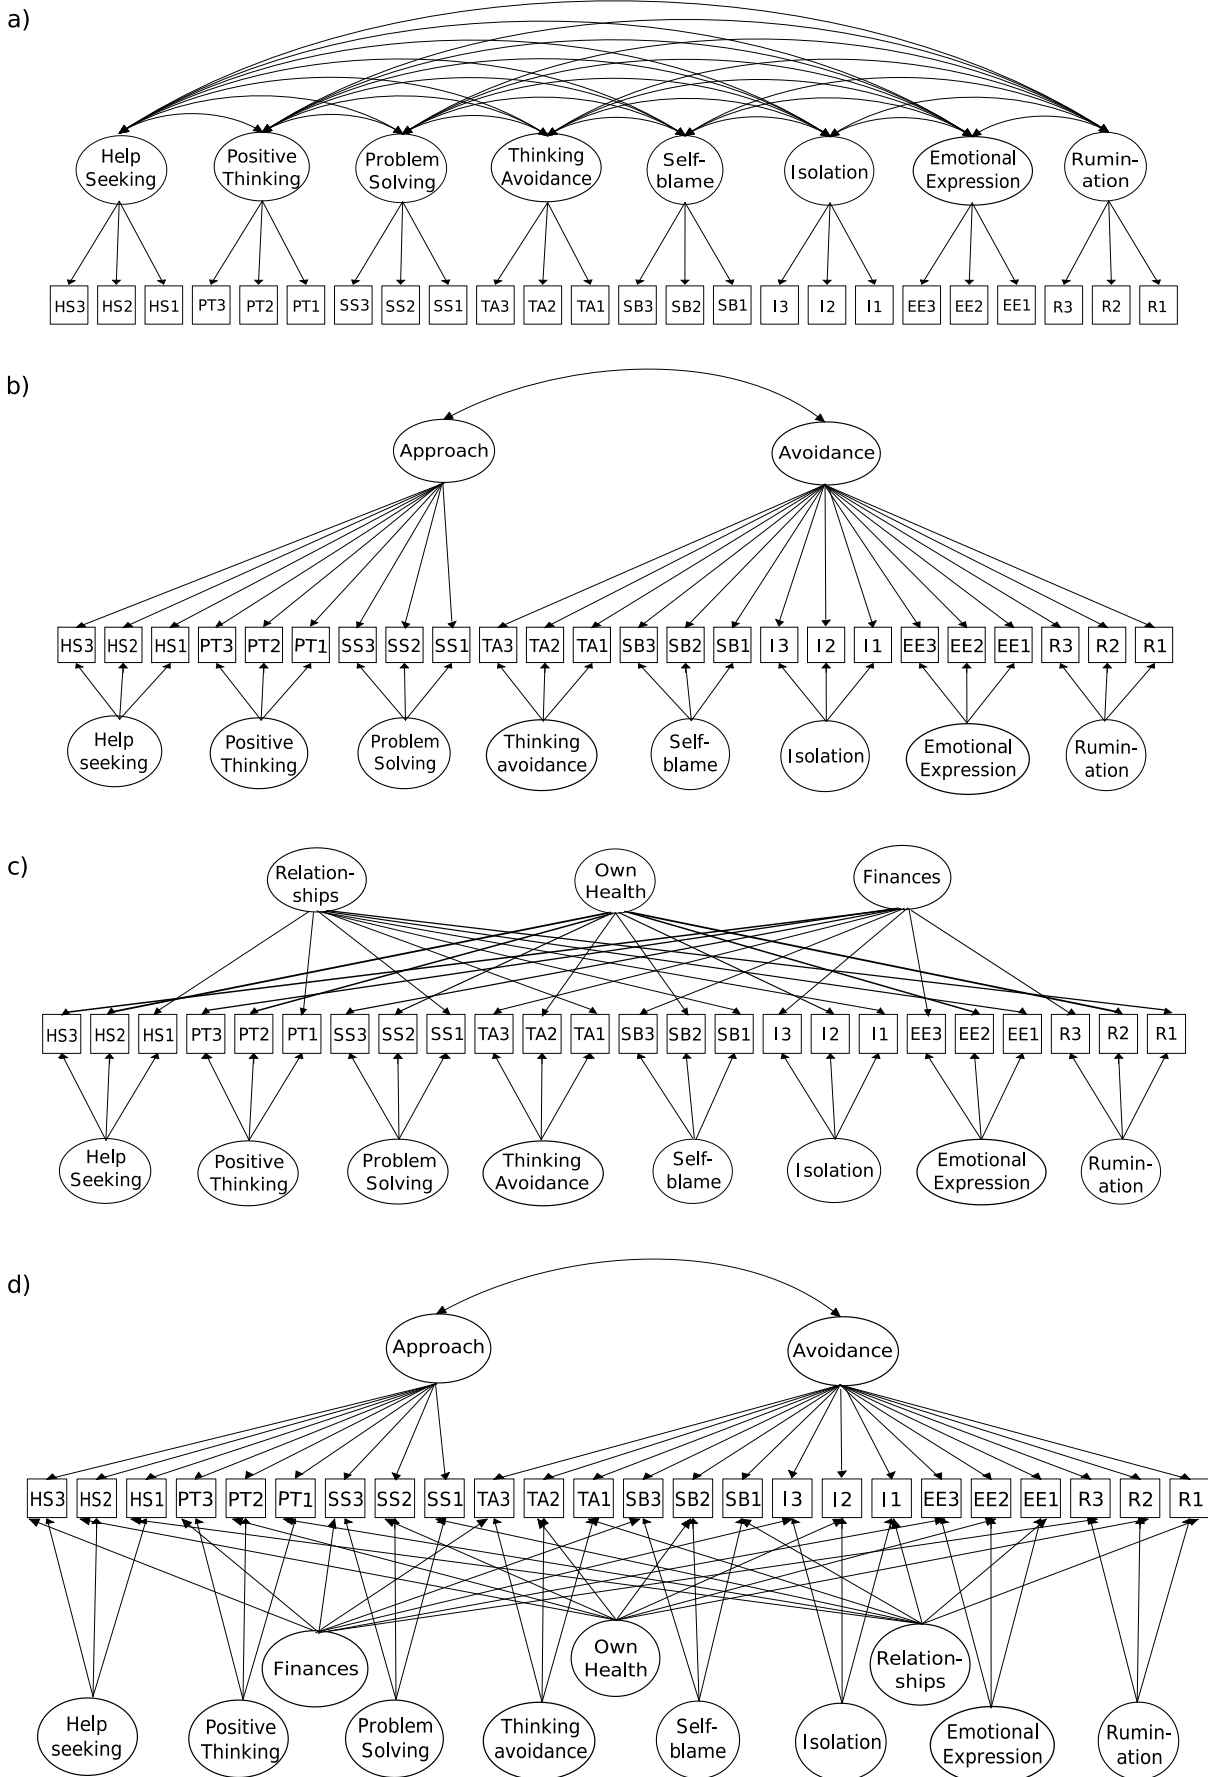 a)
Help
Seeking
Positive
Thinking
Problem
Solving
Thinking
Avoidance
Self-
blame
Isolation
Emotional
Expression
Rumin-
ation
HS3 HS2 HS1 PT3 PT2 PT1 SS3 SS2 SS1 TA3 TA2 TA1 SB3 SB2 SB1 I3 I2 I1 EE3 EE2 EE1 R3 R2 R1
b)
Approach
Avoidance
HS3 HS2 HS1 PT3 PT2 PT1 SS3 SS2 SS1 TA3 TA2 TA1 SB3 SB2 SB1 I3 I2 I1 EE3 EE2 EE1 R3 R2 R1
Help
seeking
Positive
Thinking
Problem
Solving
Thinking
avoidance
Self-
blame
Isolation
Emotional
Expression
Rumin-
ation
c)
Relation-
ships
Own
Health
Finances
HS3 HS2 HS1 PT3 PT2 PT1 SS3 SS2 SS1 TA3 TA2 TA1 SB3 SB2 SB1 I3 I2 I1 EE3 EE2 EE1 R3 R2 R1
Help
Seeking
Positive
Thinking
Problem
Solving
Thinking
Avoidance
Self-
blame
Isolation
Emotional
Expression
Rumin-
ation
d)
Approach
Avoidance
HS3 HS2 HS1 PT3 PT2 PT1 SS3 SS2 SS1 TA3 TA2 TA1 SB3 SB2 SB1 I3 I2 I1 EE3 EE2 EE1 R3 R2 R1
Finances
Own
Health
Relation-
ships
Help
seeking
Positive
Thinking
Problem
Solving
Thinking
avoidance
Self-
blame
Isolation
Emotional
Expression
Rumin-
ation